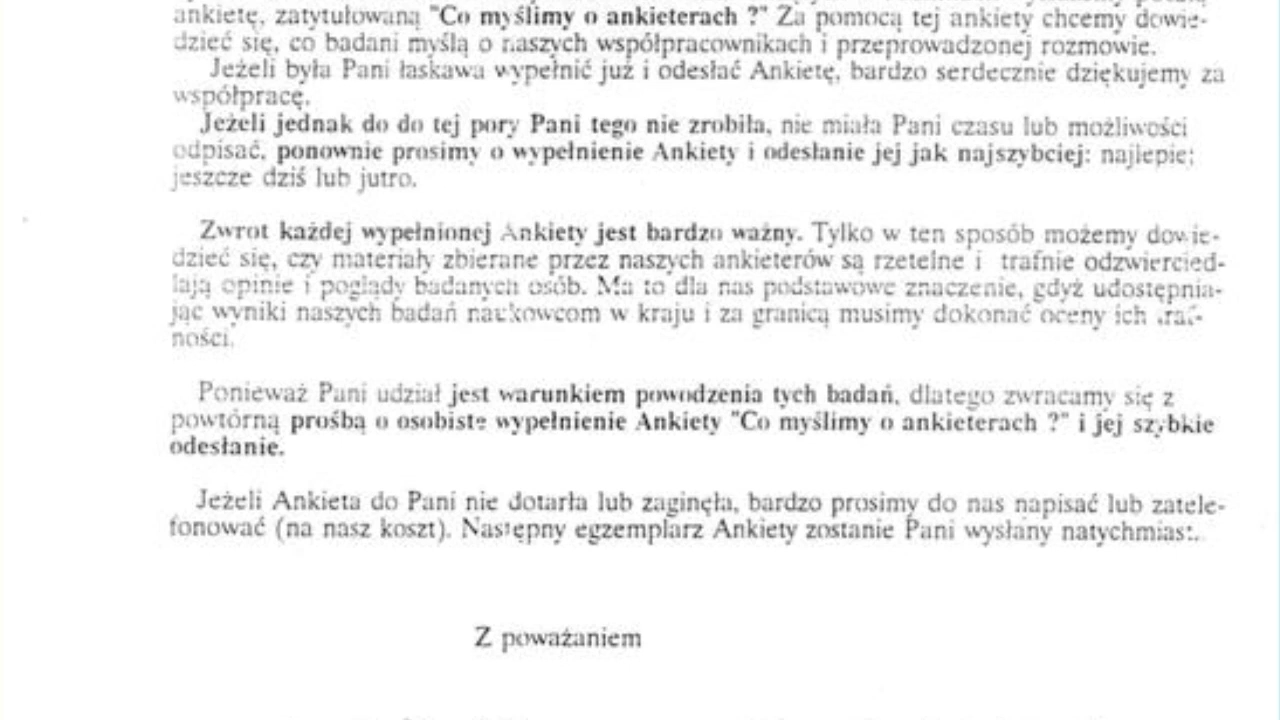 ankietę, zatytułowaną "Co myślimy o ankieterach ?" Za pomocą tej ankiety chcemy dowie-
dzieć się, co badani myślą o naszych współpracownikach i przeprowadzonej rozmowie.
Jeżeli była Pani łaskawa wypełnić już i odesłać Ankietę, bardzo serdecznie dziękujemy za
współpracę.
Jeżeli jednak do do tej pory Pani tego nie zrobiła, nie miała Pani czasu lub możliwości
odpisać, ponownie prosimy o wypełnienie Ankiety i odesłanie jej jak najszybciej: najlepiej
jeszcze dziś lub jutro.
Zwrot każdej wypełnionej Ankiety jest bardzo ważny. Tylko w ten sposób możemy dowie-
dzieć się, czy materiały zbierane przez naszych ankieterów są rzetelne i trafnie odzwiercied-
lają opinie i poglądy badanych osób. Ma to dla nas podstawowe znaczenie, gdyż udostępnia-
jąc wyniki naszych badań naukowcom w kraju i za granicą musimy dokonać oceny ich traf-
ności.
Ponieważ Pani udział jest warunkiem powodzenia tych badań, dlatego zwracamy się z
powtórną prośbą o osobiste wypełnienie Ankiety "Co myślimy o ankieterach ?" i jej szybkie
odesłanie.
Jeżeli Ankieta do Pani nie dotarła lub zaginęła, bardzo prosimy do nas napisać lub zatele-
fonować (na nasz koszt). Następny egzemplarz Ankiety zostanie Pani wysłany natychmiast.
Z poważaniem